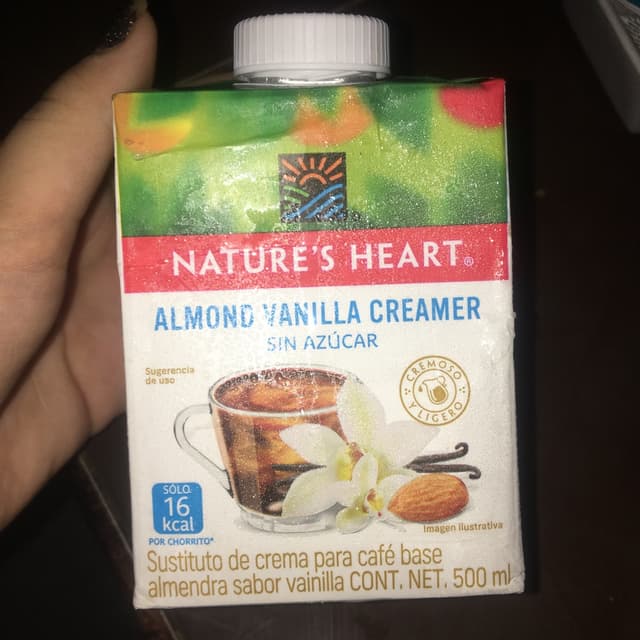 NATURE'S HEART®
ALMOND VANILLA CREAMER
SIN AZÚCAR
Sugerencia
de uso
CREMOSO
Y LIGERO
SÓLO
16
kcal
POR CHORRITO*
Imagen ilustrativa
Sustituto de crema para café base
almendra sabor vainilla CONT. NET. 500 ml